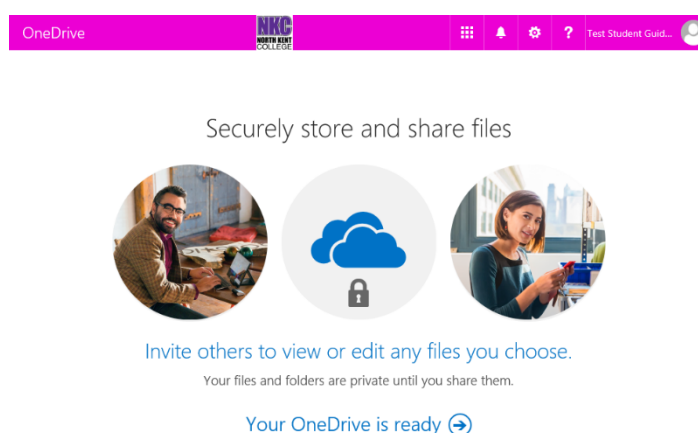 OneDrive
NKC
NORTH KENT
COLLEGE
?
Test Student Guid...
Securely store and share files
Invite others to view or edit any files you choose.
Your files and folders are private until you share them.
Your OneDrive is ready